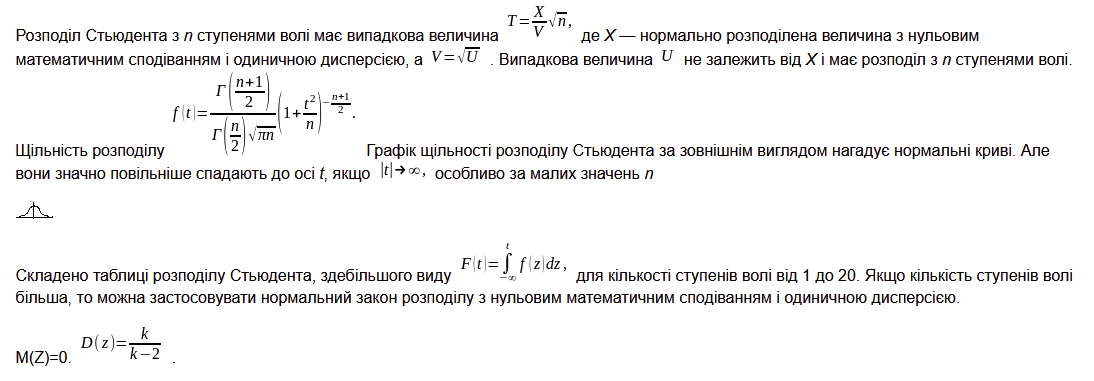 Розподіл Стьюдента з n ступенями волі має випадкова величина T = X/V √n, де X — нормально розподілена величина з нульовим
математичним сподіванням і одиничною дисперсією, а V = √U . Випадкова величина U не залежить від X і має розподіл з n ступенями волі.
Щільність розподілу f(t) = Γ((n+1)/2) / (Γ(n/2) √πn) (1 + t²/n)^(−(n+1)/2). Графік щільності розподілу Стьюдента за зовнішнім виглядом нагадує нормальні криві. Але
вони значно повільніше спадають до осі t, якщо |t| → ∞, особливо за малих значень n
Складено таблиці розподілу Стьюдента, здебільшого виду F(t) = ∫_{−∞}^{t} f(z)dz, для кількості ступенів волі від 1 до 20. Якщо кількість ступенів волі
більша, то можна застосовувати нормальний закон розподілу з нульовим математичним сподіванням і одиничною дисперсією.
M(Z)=0. D(z) = k/(k−2) .